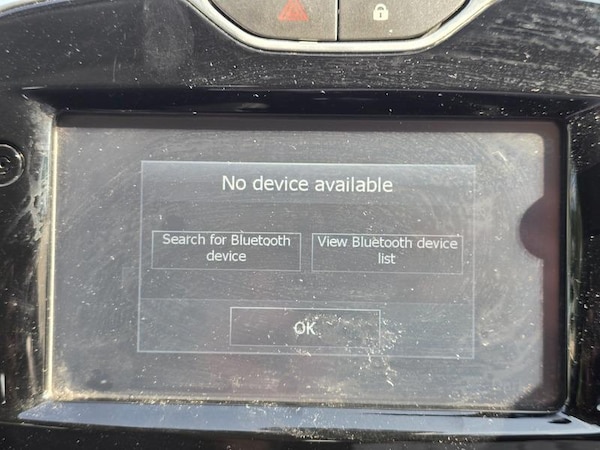 No device available
Search for Bluetooth
device
View Bluetooth device
list
OK